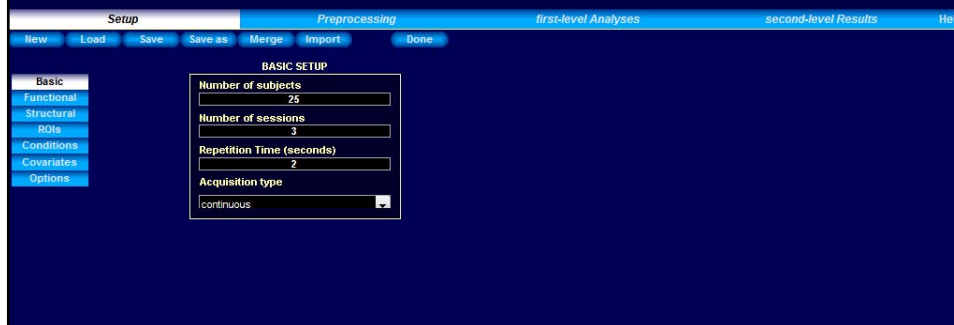 Setup Preprocessing first-level Analyses second-level Results
New Load Save Save as Merge Import Done
BASIC SETUP
Basic
Functional
Structural
ROIs
Conditions
Covariates
Options
Number of subjects
25
Number of sessions
3
Repetition Time (seconds)
2
Acquisition type
continuous